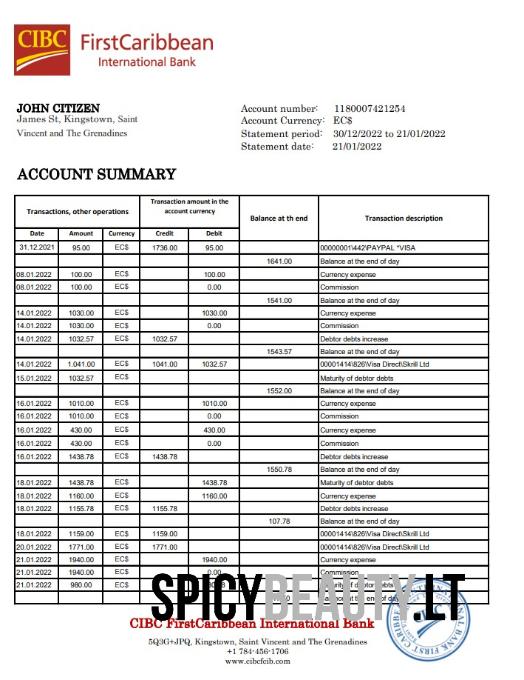 CIBC FirstCaribbean
International Bank
JOHN CITIZEN
James St, Kingstown, Saint
Vincent and The Grenadines
Account number: 1180007421254
Account Currency: EC$
Statement period: 30/12/2022 to 21/01/2022
Statement date: 21/01/2022
ACCOUNT SUMMARY
Transactions, other operations Transaction amount in the account currency Balance at th end Transaction description
Date Amount Currency Credit Debit
31.12.2021 95.00 EC$ 1736.00 95.00 00000001\442\PAYPAL *VISA
1641.00 Balance at the end of day
08.01.2022 100.00 EC$ 100.00 Currency expense
08.01.2022 100.00 EC$ 0.00 Commission
1541.00 Balance at the end of day
14.01.2022 1030.00 EC$ 1030.00 Currency expense
14.01.2022 1030.00 EC$ 0.00 Commission
14.01.2022 1032.57 EC$ 1032.57 Debtor debts increase
1543.57 Balance at the end of day
14.01.2022 1.041.00 EC$ 1041.00 1032.57 00001414\826\Visa Direct\Skrill Ltd
15.01.2022 1032.57 EC$ Maturity of debtor debts
1552.00 Balance at the end of day
16.01.2022 1010.00 EC$ 1010.00 Currency expense
16.01.2022 1010.00 EC$ 0.00 Commission
16.01.2022 430.00 EC$ 430.00 Currency expense
16.01.2022 430.00 EC$ 0.00 Commission
16.01.2022 1438.78 EC$ 1438.78 Debtor debts increase
1550.78 Balance at the end of day
18.01.2022 1438.78 EC$ 1438.78 Maturity of debtor debts
18.01.2022 1160.00 EC$ 1160.00 Currency expense
18.01.2022 1155.78 EC$ 1155.78 Debtor debts increase
107.78 Balance at the end of day
18.01.2022 1159.00 EC$ 1159.00 00001414\826\Visa Direct\Skrill Ltd
20.01.2022 1771.00 EC$ 1771.00 00001414\826\Visa Direct\Skrill Ltd
21.01.2022 1940.00 EC$ 1940.00 Currency expense
21.01.2022 1940.00 EC$ 0.00 Commission
21.01.2022 980.00 EC$ of debtor debts
end of day
SPICYBEAUTY.LT
CIBC FirstCaribbean International Bank
5Q3G+JPQ, Kingstown, Saint Vincent and The Grenadines
+1 784-456-1706
www.cibcfcib.com